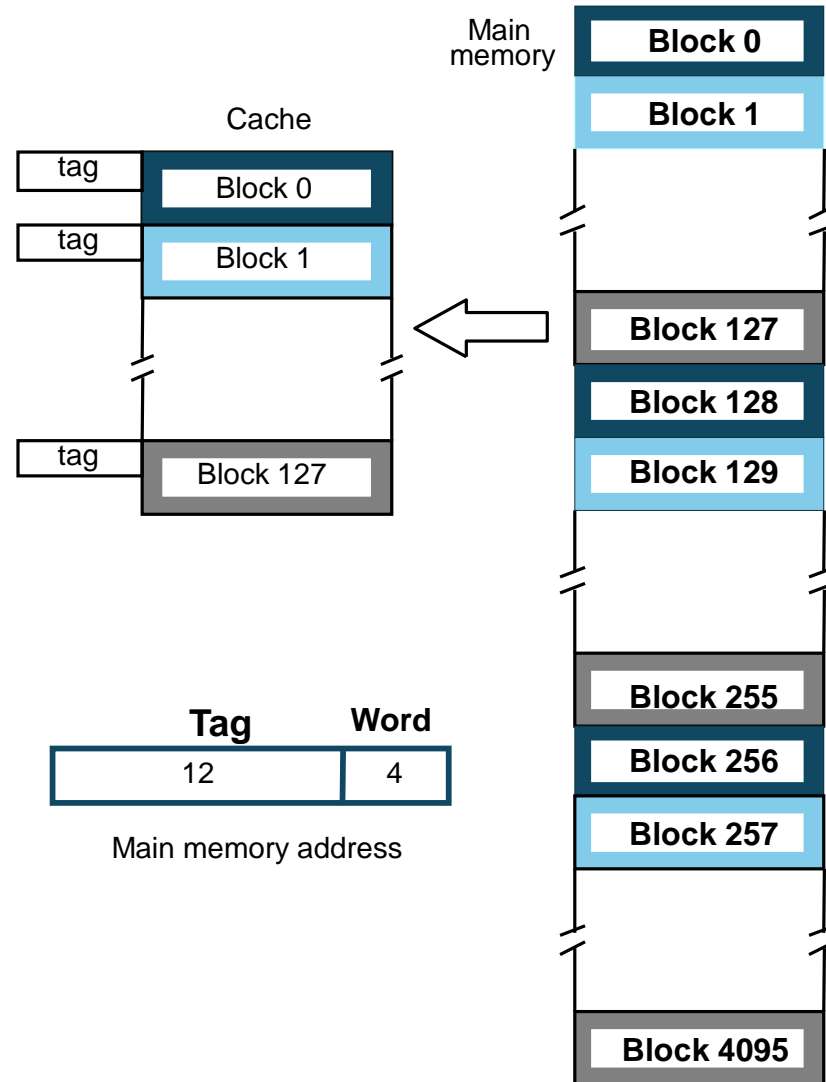 Main
memory
Block 0
Block 1
Cache
tag
Block 0
tag
Block 1
tag
Block 127
Block 127
Block 128
Block 129
Block 255
Block 256
Block 257
Block 4095
Tag Word
12 4
Main memory address